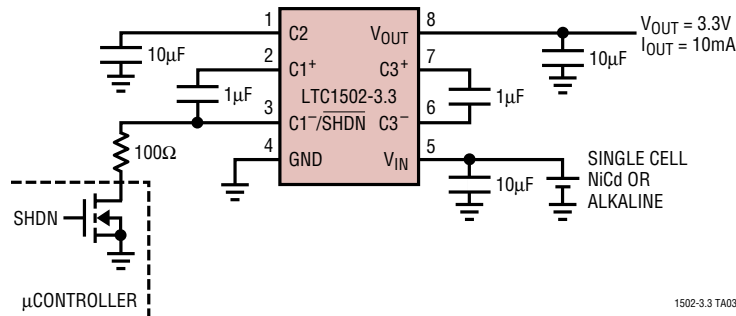 1
C2
V_OUT
8
V_OUT = 3.3V
I_OUT = 10mA
10μF
10μF
2
C1⁺
C3⁺
7
1μF
LTC1502-3.3
1μF
3
C1⁻/S̅H̅D̅N̅
C3⁻
6
4
GND
V_IN
5
100Ω
10μF
SINGLE CELL
NiCd OR
ALKALINE
SHDN
μCONTROLLER
1502-3.3 TA03